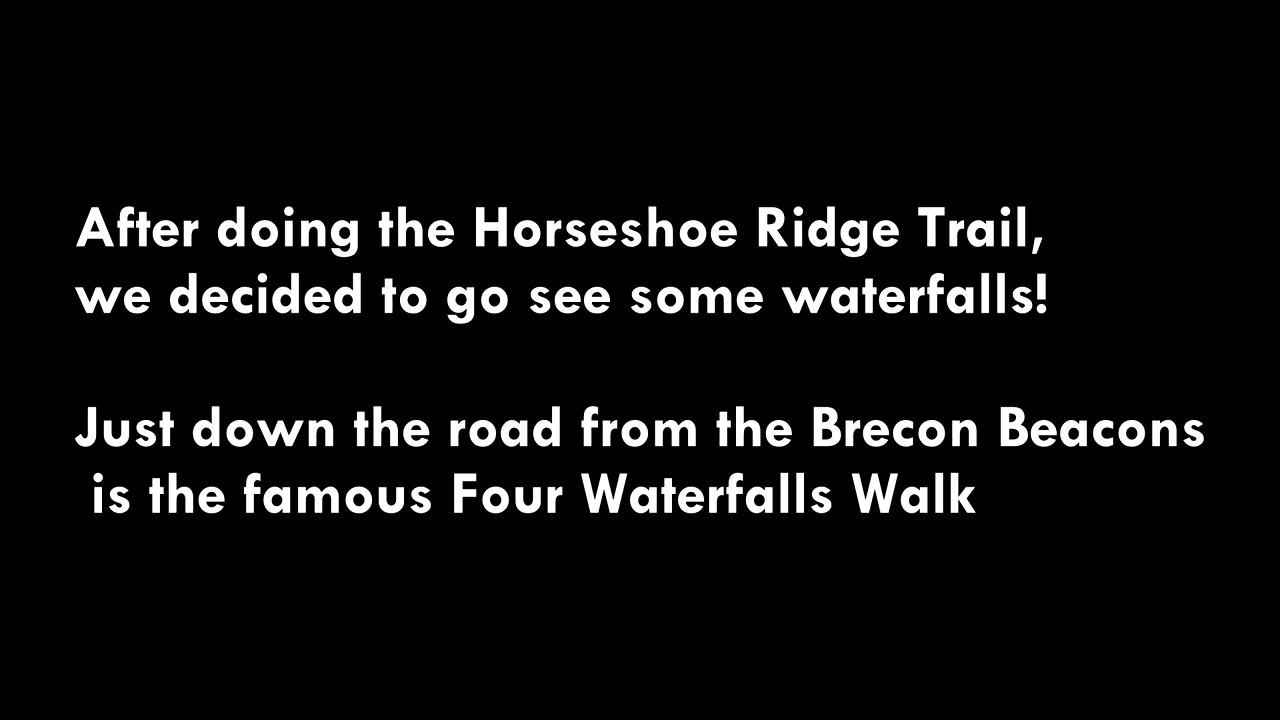 After doing the Horseshoe Ridge Trail,
we decided to go see some waterfalls!
Just down the road from the Brecon Beacons
is the famous Four Waterfalls Walk